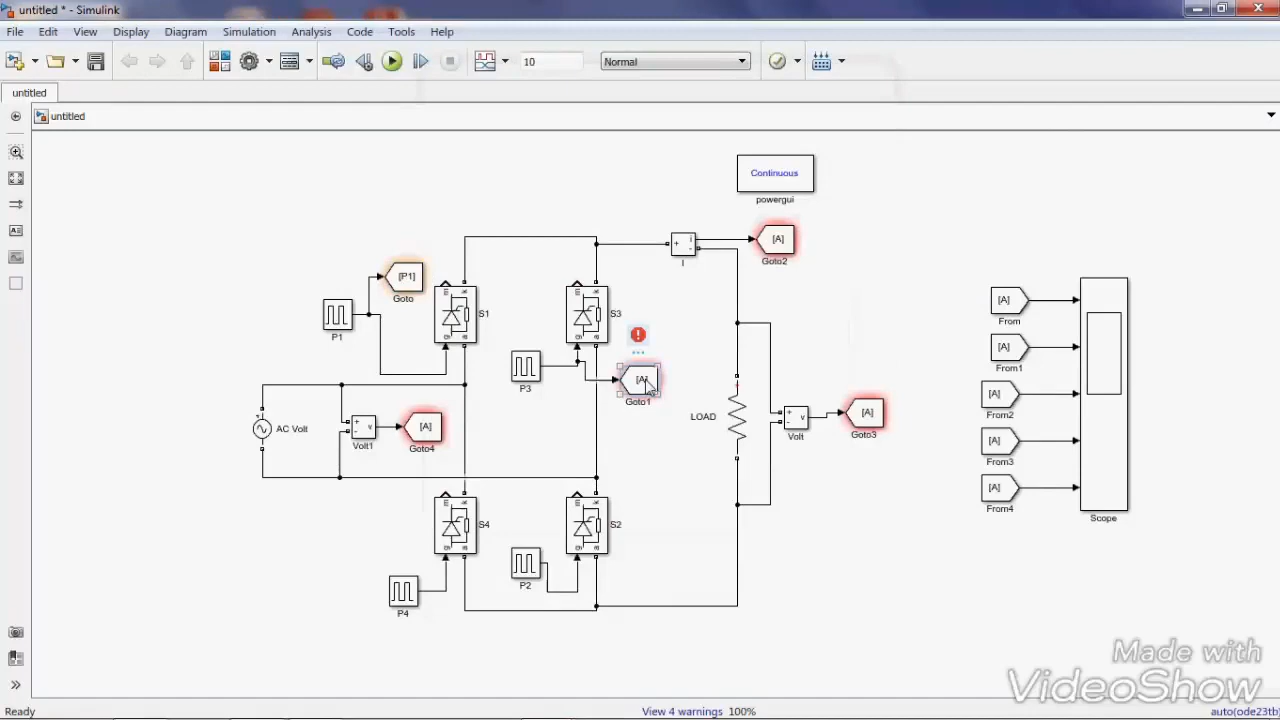 untitled * - Simulink
File Edit View Display Diagram Simulation Analysis Code Tools Help
10 Normal
untitled
untitled
Continuous
powergui
[A]
Goto2
i
+
-
I
[P1]
Goto
P1
m k
g a
S1
m k
g a
S3
P3
[A]
Goto1
LOAD
AC Volt
+
-
v
Volt1
[A]
Goto4
+
-
v
Volt
[A]
Goto3
m k
g a
S4
m k
g a
S2
P2
P4
[A]
From
[A]
From1
[A]
From2
[A]
From3
[A]
From4
Scope
Made with
VideoShow
Ready View 4 warnings 100% auto(ode23tb)